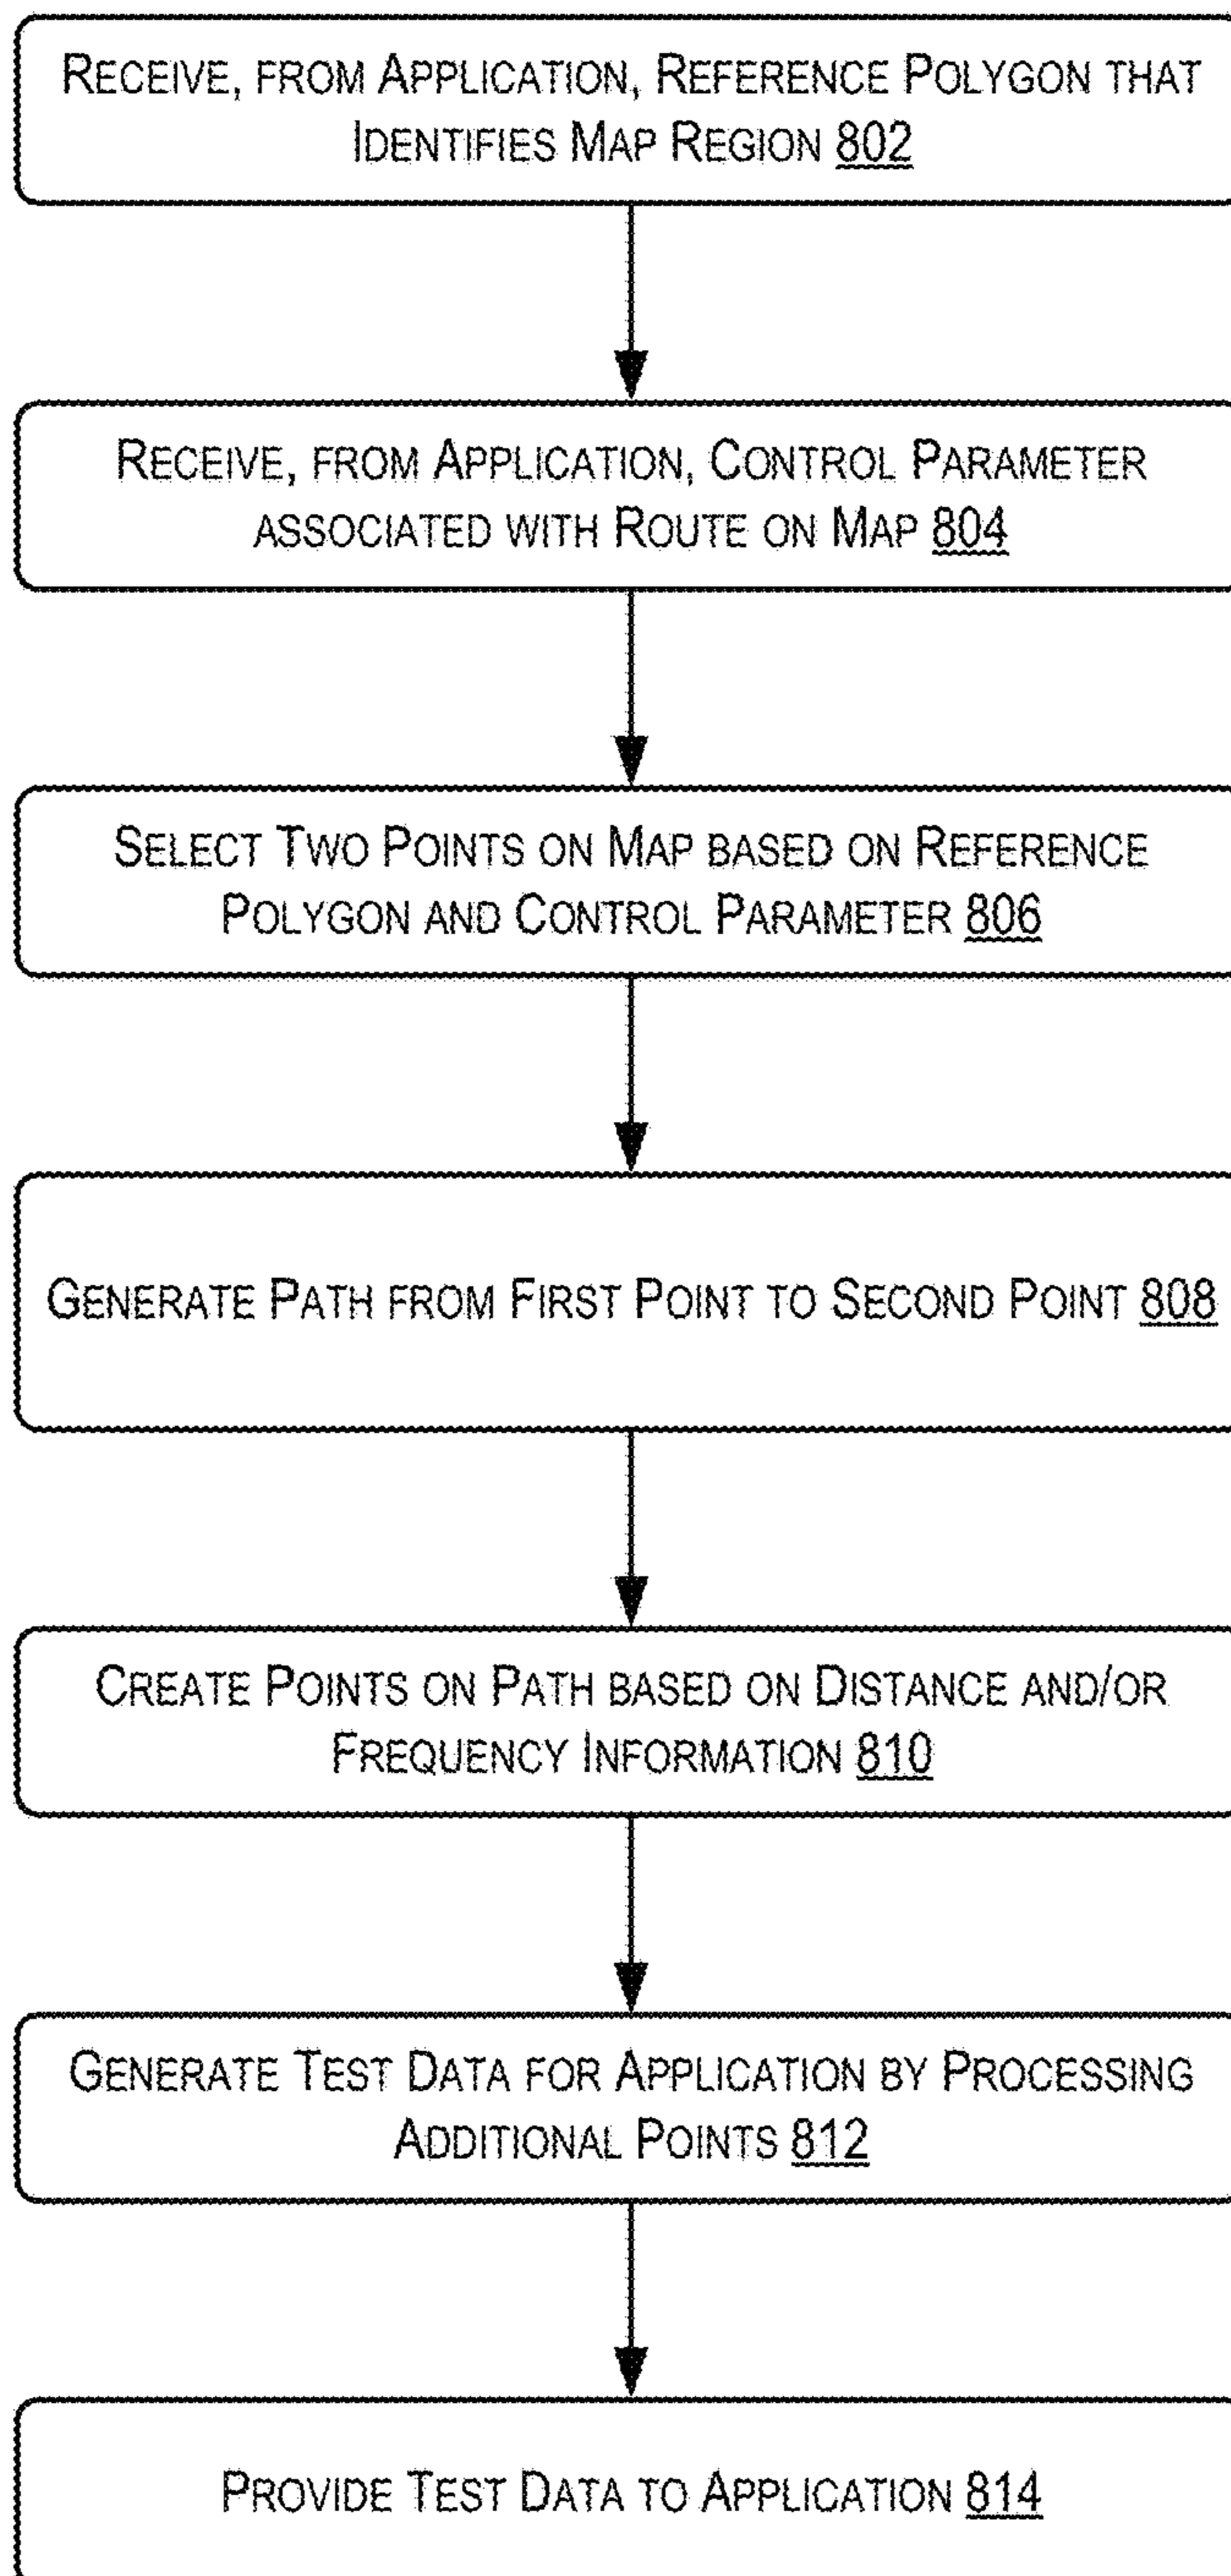 RECEIVE, FROM APPLICATION, REFERENCE POLYGON THAT
IDENTIFIES MAP REGION 802
RECEIVE, FROM APPLICATION, CONTROL PARAMETER
ASSOCIATED WITH ROUTE ON MAP 804
SELECT TWO POINTS ON MAP BASED ON REFERENCE
POLYGON AND CONTROL PARAMETER 806
GENERATE PATH FROM FIRST POINT TO SECOND POINT 808
CREATE POINTS ON PATH BASED ON DISTANCE AND/OR
FREQUENCY INFORMATION 810
GENERATE TEST DATA FOR APPLICATION BY PROCESSING
ADDITIONAL POINTS 812
PROVIDE TEST DATA TO APPLICATION 814